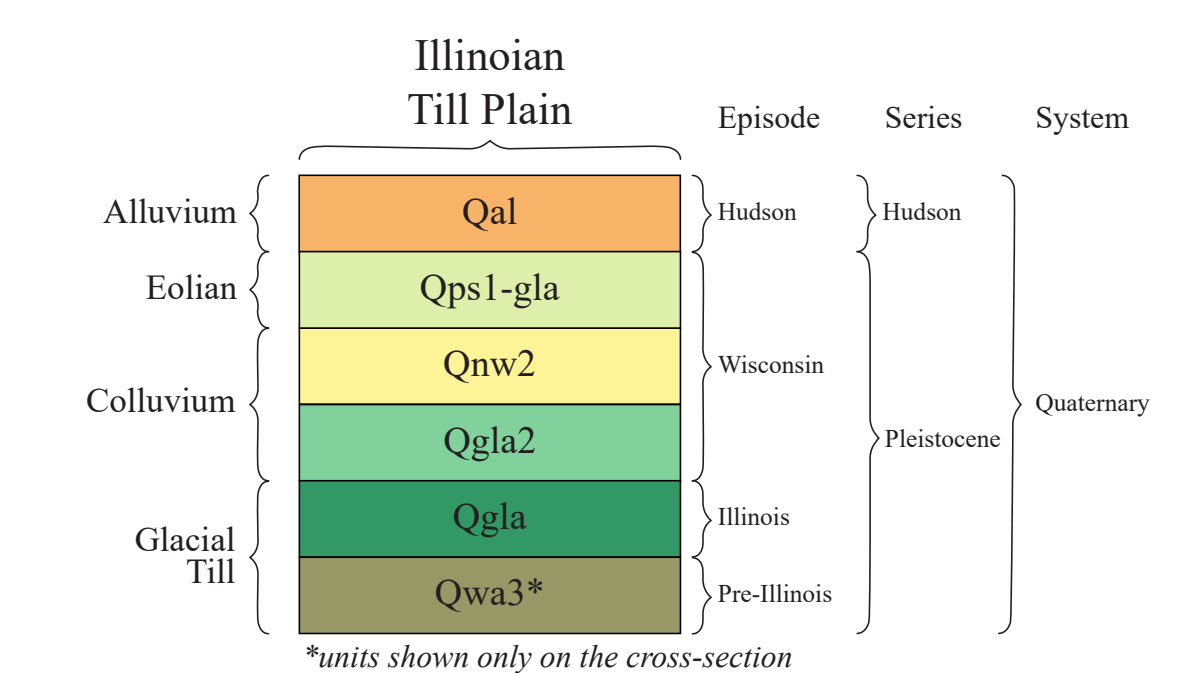 Illinoian
Till Plain
Episode
Series
System
Alluvium
Qal
Hudson
Hudson
Eolian
Qps1-gla
Qnw2
Wisconsin
Colluvium
Quaternary
Qgla2
Pleistocene
Qgla
Illinois
Glacial
Till
Qwa3*
Pre-Illinois
*units shown only on the cross-section